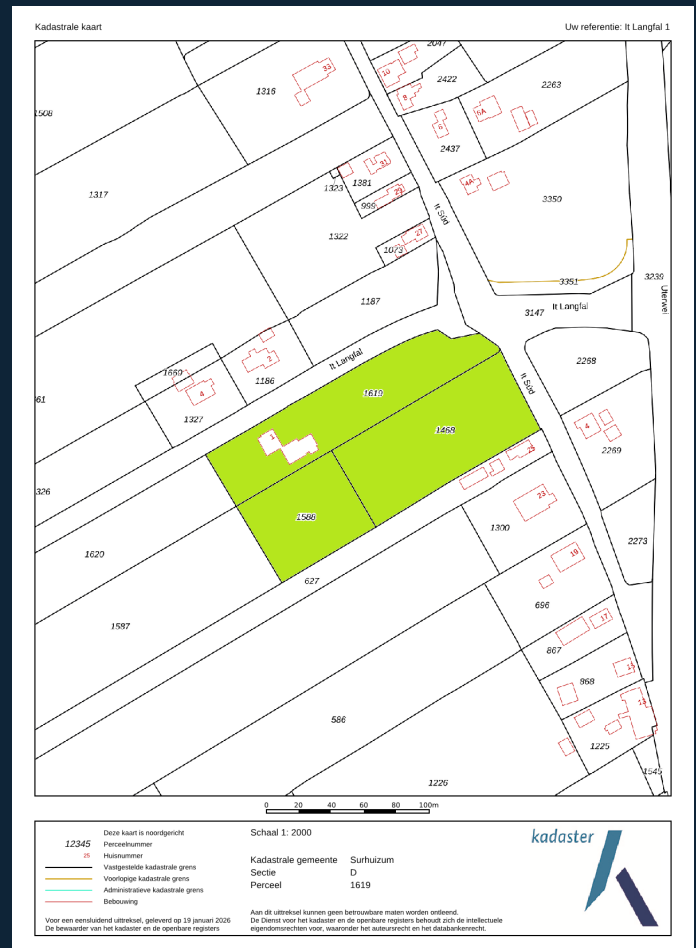 Kadastrale kaart
Uw referentie: It Langfal 1
2047
33
10
1316
2422
2263
8
1508
6A
6
2437
31
1381
1323
4A
1317
29
999
3350
It Súd
27
1322
1073
3239
3351
Uterwei
1187
It Langfal
3147
It Langfal
2268
2
1660
It Súd
1186
4
1619
61
1327
4
1468
1
2269
25
326
23
1588
1300
2273
1620
19
627
696
1587
17
867
15
868
13
586
1225
1545
1226
0 20 40 60 80 100m
Deze kaart is noordgericht
12345 Perceelnummer
25 Huisnummer
Vastgestelde kadastrale grens
Voorlopige kadastrale grens
Administratieve kadastrale grens
Bebouwing
Voor een eensluidend uittreksel, geleverd op 19 januari 2026
De bewaarder van het kadaster en de openbare registers
Schaal 1: 2000
Kadastrale gemeente Surhuizum
Sectie D
Perceel 1619
Aan dit uittreksel kunnen geen betrouwbare maten worden ontleend.
De Dienst voor het kadaster en de openbare registers behoudt zich de intellectuele
eigendomsrechten voor, waaronder het auteursrecht en het databankenrecht.
kadaster